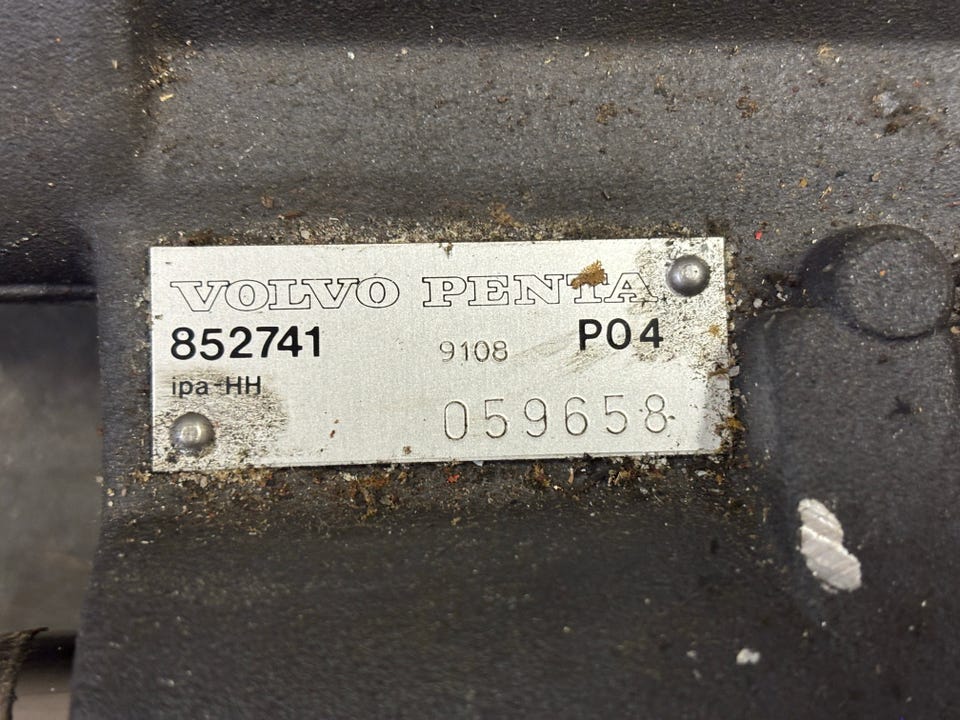 VOLVO PENTA
852741 9108 P04
ipa-HH
059658